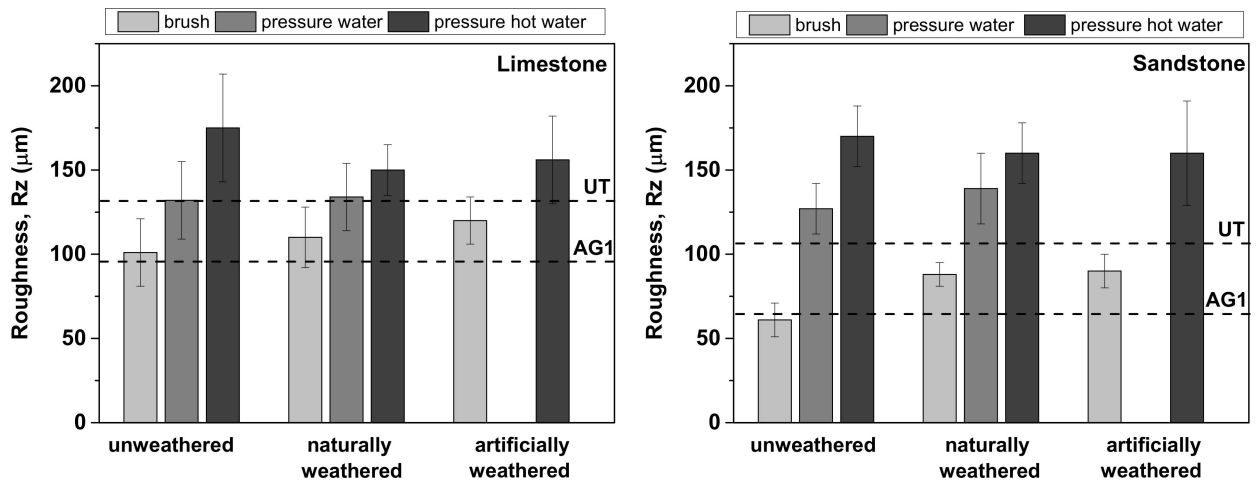 brush pressure water pressure hot water
Limestone
Roughness, Rz (μm)
200
150
100
50
0
UT
AG1
unweathered
naturally
weathered
artificially
weathered
brush pressure water pressure hot water
Sandstone
Roughness, Rz (μm)
200
150
100
50
0
UT
AG1
unweathered
naturally
weathered
artificially
weathered